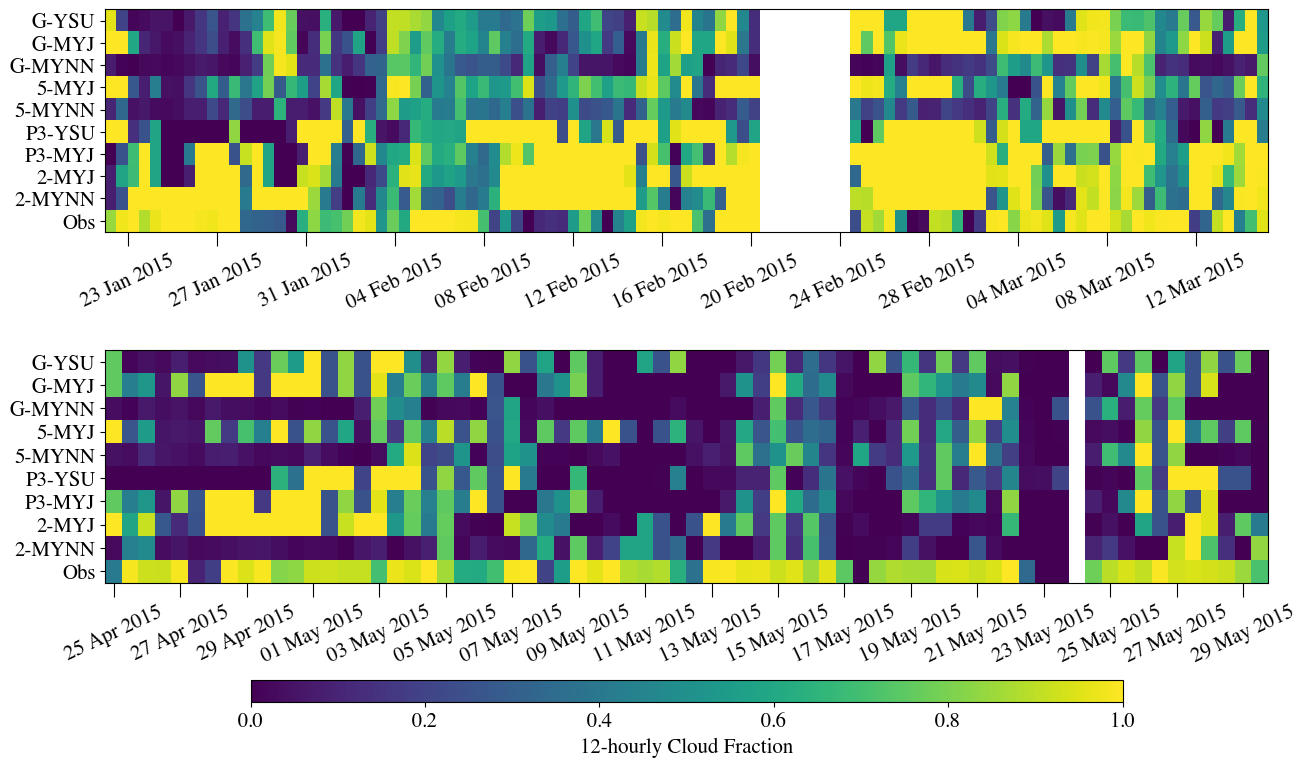 G-YSU
G-MYJ
G-MYNN
5-MYJ
5-MYNN
P3-YSU
P3-MYJ
2-MYJ
2-MYNN
Obs
23 Jan 2015
27 Jan 2015
31 Jan 2015
04 Feb 2015
08 Feb 2015
12 Feb 2015
16 Feb 2015
20 Feb 2015
24 Feb 2015
28 Feb 2015
04 Mar 2015
08 Mar 2015
12 Mar 2015
G-YSU
G-MYJ
G-MYNN
5-MYJ
5-MYNN
P3-YSU
P3-MYJ
2-MYJ
2-MYNN
Obs
25 Apr 2015
27 Apr 2015
29 Apr 2015
01 May 2015
03 May 2015
05 May 2015
07 May 2015
09 May 2015
11 May 2015
13 May 2015
15 May 2015
17 May 2015
19 May 2015
21 May 2015
23 May 2015
25 May 2015
27 May 2015
29 May 2015
0.0 0.2 0.4 0.6 0.8 1.0
12-hourly Cloud Fraction